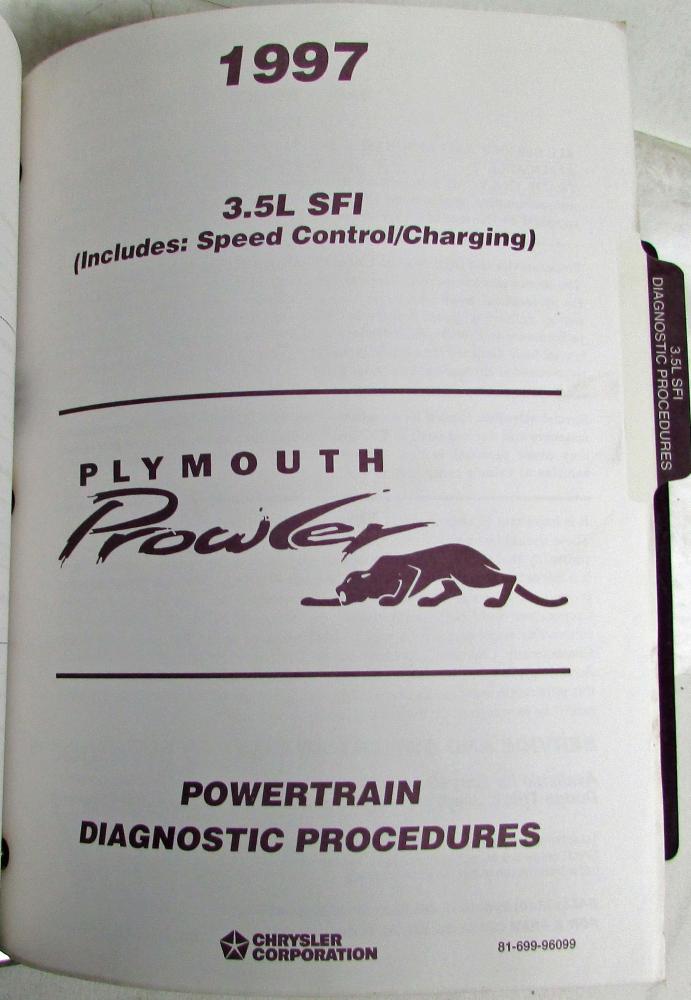 1997
3.5L SFI
(Includes: Speed Control/Charging)
PLYMOUTH
Prowler
POWERTRAIN
DIAGNOSTIC PROCEDURES
CHRYSLER
CORPORATION
81-699-96099
3.5L SFI
DIAGNOSTIC PROCEDURES